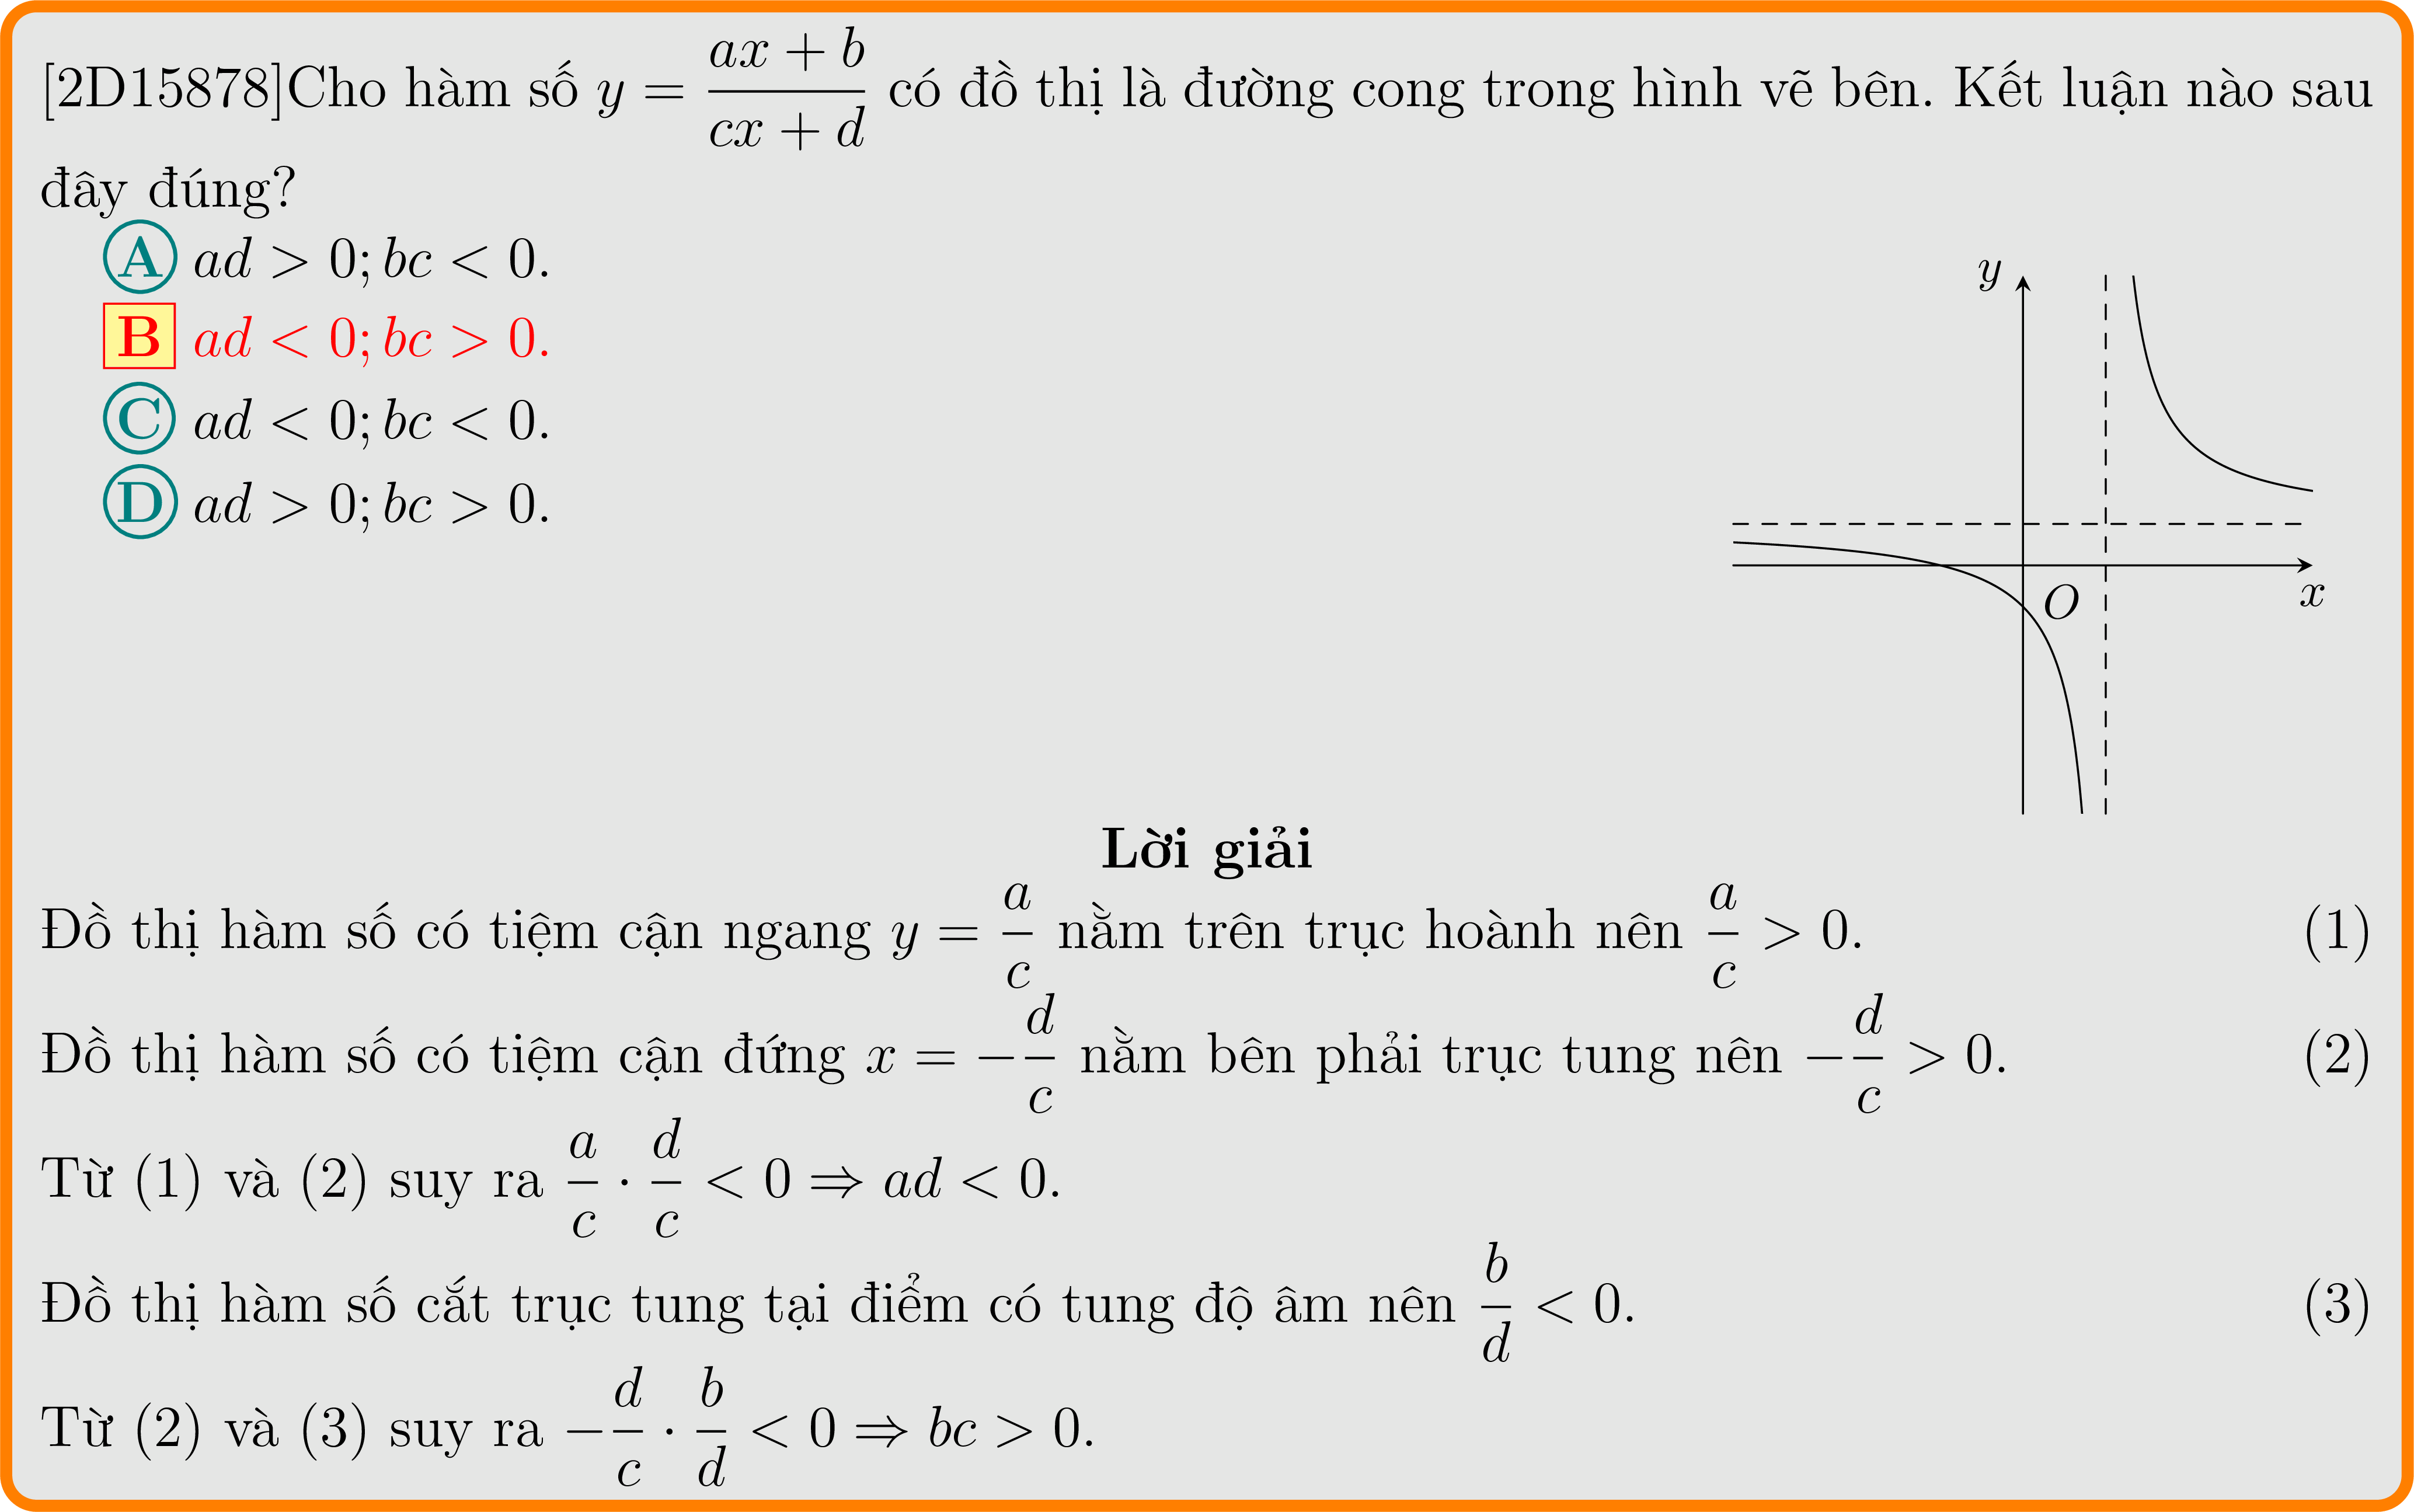 [2D15878]Cho hàm số y = \frac{ax + b}{cx + d} có đồ thị là đường cong trong hình vẽ bên. Kết luận nào sau
đây đúng?
A ad > 0; bc < 0.
B ad < 0; bc > 0.
C ad < 0; bc < 0.
D ad > 0; bc > 0.
y
O
x
Lời giải
Đồ thị hàm số có tiệm cận ngang y = \frac{a}{c} nằm trên trục hoành nên \frac{a}{c} > 0. (1)
Đồ thị hàm số có tiệm cận đứng x = -\frac{d}{c} nằm bên phải trục tung nên -\frac{d}{c} > 0. (2)
Từ (1) và (2) suy ra \frac{a}{c} · \frac{d}{c} < 0 ⇒ ad < 0.
Đồ thị hàm số cắt trục tung tại điểm có tung độ âm nên \frac{b}{d} < 0. (3)
Từ (2) và (3) suy ra -\frac{d}{c} · \frac{b}{d} < 0 ⇒ bc > 0.